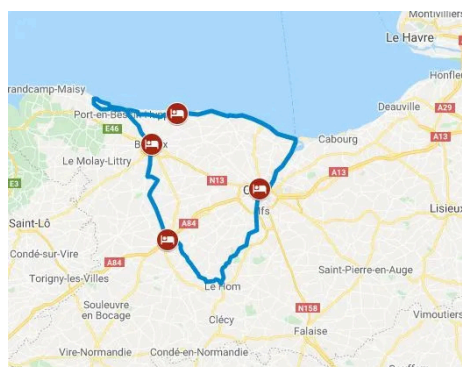 Montivilliers
Le Havre
Honfle
randcamp-Maisy
Port-en-Bessin-Hupp
Deauville
A29
E46
Cabourg
B
x
A13
A13
Le Molay-Littry
E3
N13
C
Ifs
Lisieux
Saint-Lô
A84
Condé-sur-Vire
A84
Saint-Pierre-en-Auge
Torigny-les-Villes
Le Hom
Souleuvre
en Bocage
N158
Vimoutiers
Clécy
Falaise
Vire-Normandie
Condé-en-Normandie